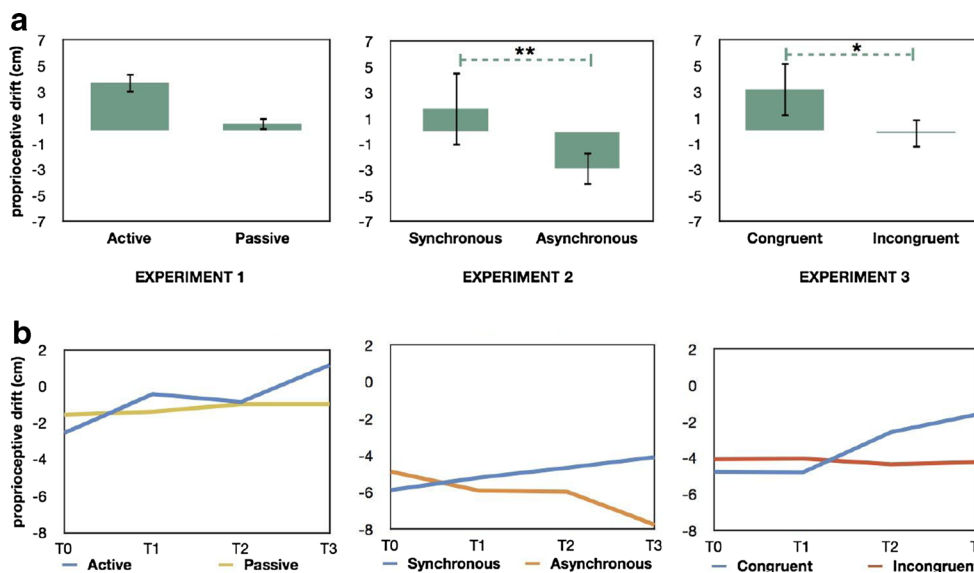 a
proprioceptive drift (cm)
7
5
3
1
-1
-3
-5
-7
Active Passive
EXPERIMENT 1
7
5
3
1
-1
-3
-5
-7
**
Synchronous Asynchronous
EXPERIMENT 2
7
5
3
1
-1
-3
-5
-7
*
Congruent Incongruent
EXPERIMENT 3
b
proprioceptive drift (cm)
2
0
-2
-4
-6
-8
T0 T1 T2 T3
Active Passive
2
0
-2
-4
-6
-8
T0 T1 T2 T3
Synchronous Asynchronous
2
0
-2
-4
-6
-8
T0 T1 T2 T
Congruent Incongruent